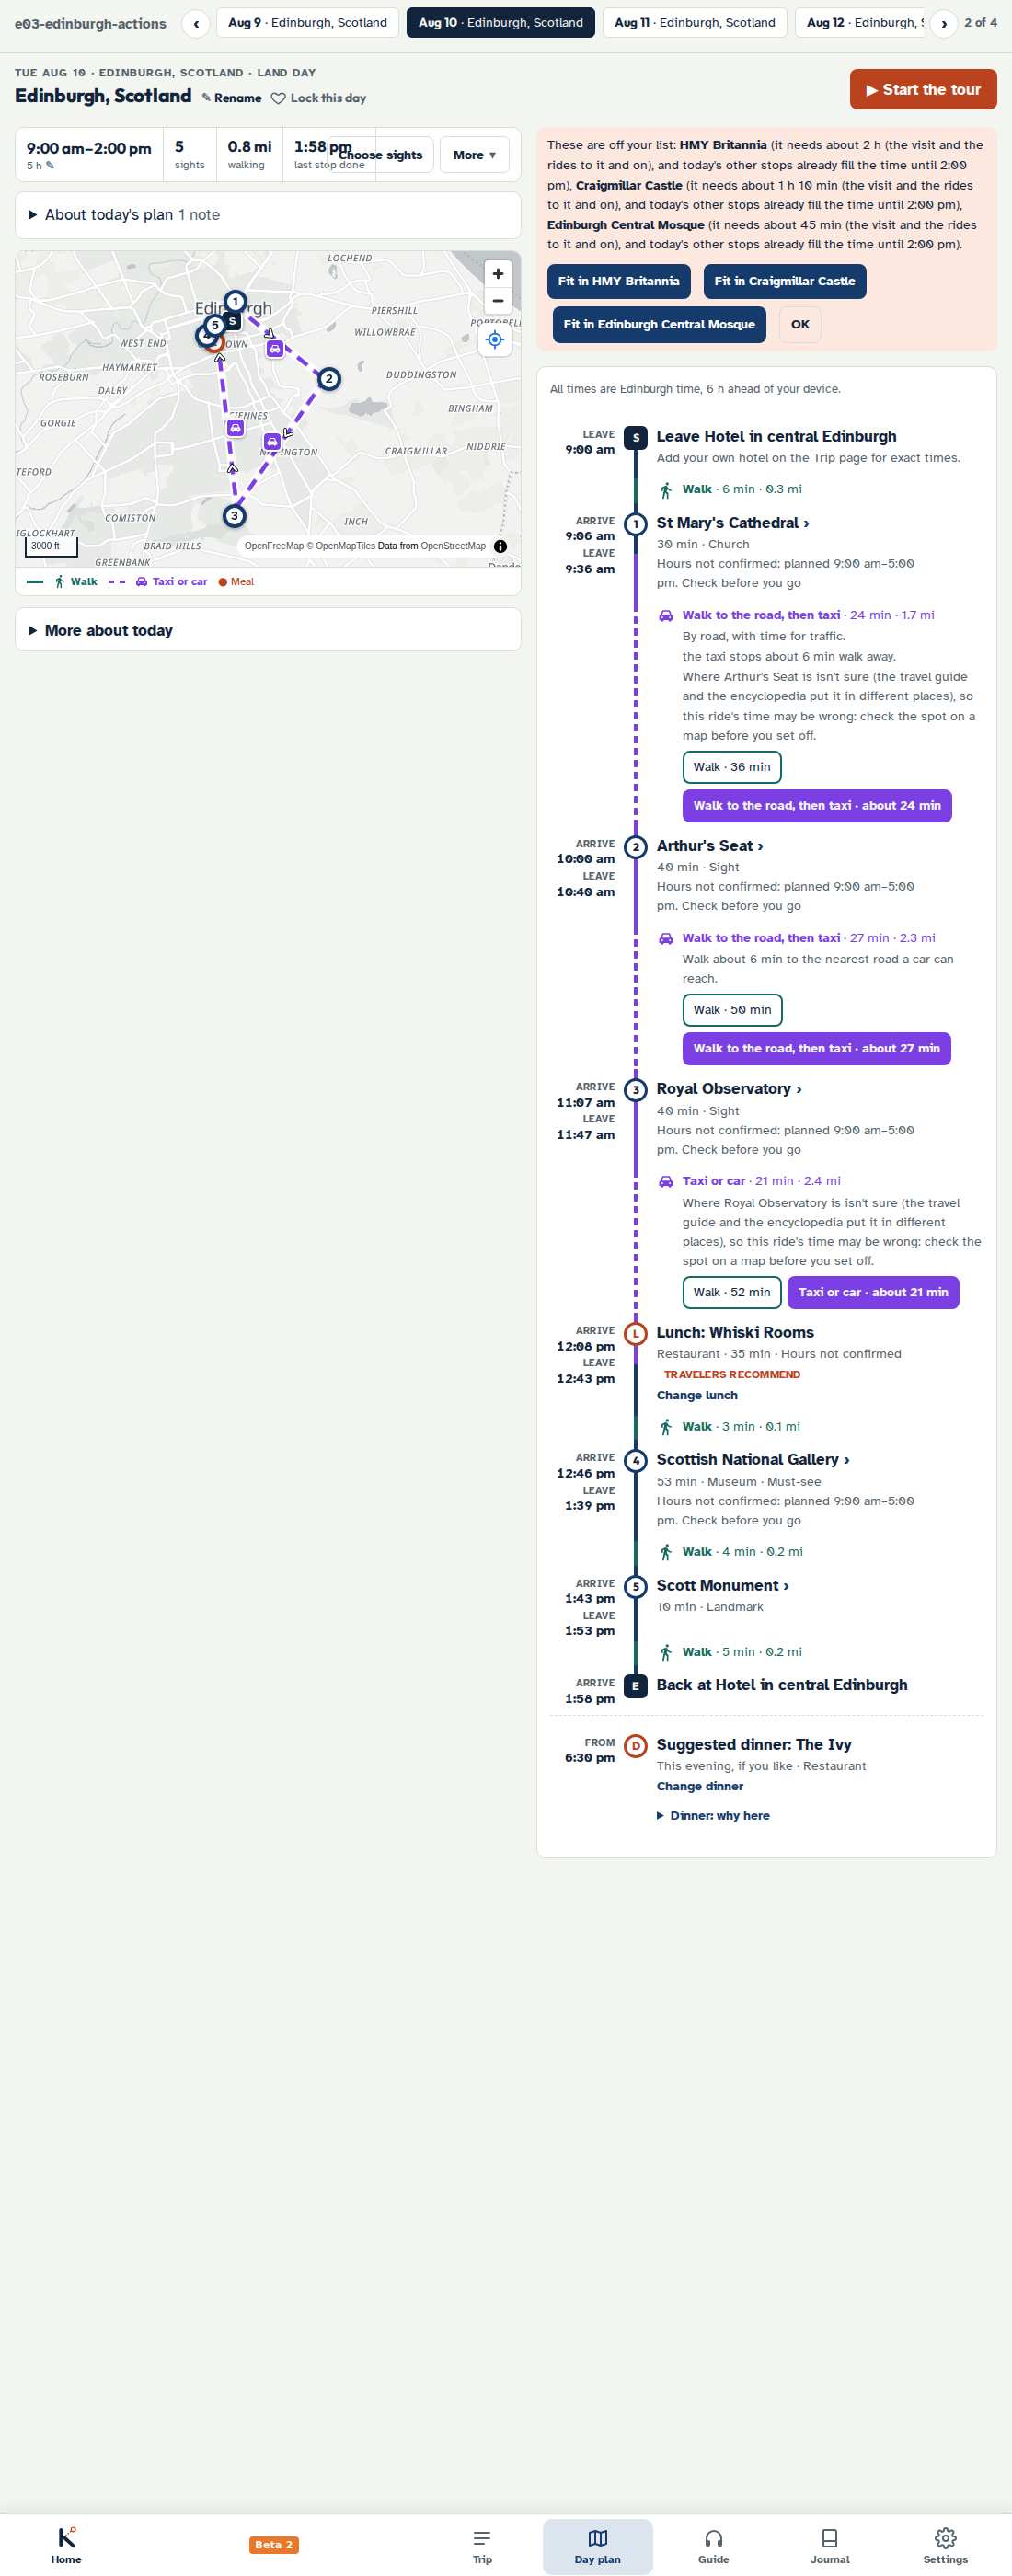 e03-edinburgh-actions
‹
Aug 9 · Edinburgh, Scotland
Aug 10 · Edinburgh, Scotland
Aug 11 · Edinburgh, Scotland
Aug 12 · Edinburgh, S
›
2 of 4
TUE AUG 10 · EDINBURGH, SCOTLAND · LAND DAY
Edinburgh, Scotland ✎ Rename Lock this day
▶ Start the tour
9:00 am–2:00 pm
5 h ✎
5
sights
0.8 mi
walking
1:58 pm
last stop done
Choose sights
More ▾
▶ About today's plan 1 note
LOCHEND
PIERSHILL
WILLOWBRAE
WEST END
HAYMARKET
ROSEBURN
DALRY
DUDDINGSTON
GORGIE
BINGHAM
CRAIGMILLAR
NIDDRIE
COMISTON
INCH
BRAID HILLS
GREENBANK
+
−
1
S
5
2
3
3000 ft
OpenFreeMap © OpenMapTiles Data from OpenStreetMap
Walk
Taxi or car
Meal
▶ More about today
These are off your list: HMY Britannia (it needs about 2 h (the visit and the
rides to it and on), and today's other stops already fill the time until 2:00
pm), Craigmillar Castle (it needs about 1 h 10 min (the visit and the rides
to it and on), and today's other stops already fill the time until 2:00 pm),
Edinburgh Central Mosque (it needs about 45 min (the visit and the rides
to it and on), and today's other stops already fill the time until 2:00 pm).
Fit in HMY Britannia
Fit in Craigmillar Castle
Fit in Edinburgh Central Mosque
OK
All times are Edinburgh time, 6 h ahead of your device.
LEAVE
9:00 am
S
Leave Hotel in central Edinburgh
Add your own hotel on the Trip page for exact times.
Walk · 6 min · 0.3 mi
ARRIVE
9:06 am
LEAVE
9:36 am
1
St Mary's Cathedral ›
30 min · Church
Hours not confirmed: planned 9:00 am–5:00
pm. Check before you go
Walk to the road, then taxi · 24 min · 1.7 mi
By road, with time for traffic.
the taxi stops about 6 min walk away.
Where Arthur's Seat is isn't sure (the travel guide
and the encyclopedia put it in different places), so
this ride's time may be wrong: check the spot on a
map before you set off.
Walk · 36 min
Walk to the road, then taxi · about 24 min
ARRIVE
10:00 am
LEAVE
10:40 am
2
Arthur's Seat ›
40 min · Sight
Hours not confirmed: planned 9:00 am–5:00
pm. Check before you go
Walk to the road, then taxi · 27 min · 2.3 mi
Walk about 6 min to the nearest road a car can
reach.
Walk · 50 min
Walk to the road, then taxi · about 27 min
ARRIVE
11:07 am
LEAVE
11:47 am
3
Royal Observatory ›
40 min · Sight
Hours not confirmed: planned 9:00 am–5:00
pm. Check before you go
Taxi or car · 21 min · 2.4 mi
Where Royal Observatory is isn't sure (the travel
guide and the encyclopedia put it in different
places), so this ride's time may be wrong: check the
spot on a map before you set off.
Walk · 52 min
Taxi or car · about 21 min
ARRIVE
12:08 pm
LEAVE
12:43 pm
L
Lunch: Whiski Rooms
Restaurant · 35 min · Hours not confirmed
TRAVELERS RECOMMEND
Change lunch
Walk · 3 min · 0.1 mi
ARRIVE
12:46 pm
LEAVE
1:39 pm
4
Scottish National Gallery ›
53 min · Museum · Must-see
Hours not confirmed: planned 9:00 am–5:00
pm. Check before you go
Walk · 4 min · 0.2 mi
ARRIVE
1:43 pm
LEAVE
1:53 pm
5
Scott Monument ›
10 min · Landmark
Walk · 5 min · 0.2 mi
ARRIVE
1:58 pm
E
Back at Hotel in central Edinburgh
FROM
6:30 pm
D
Suggested dinner: The Ivy
This evening, if you like · Restaurant
Change dinner
▶ Dinner: why here
Home
Beta 2
Trip
Day plan
Guide
Journal
Settings